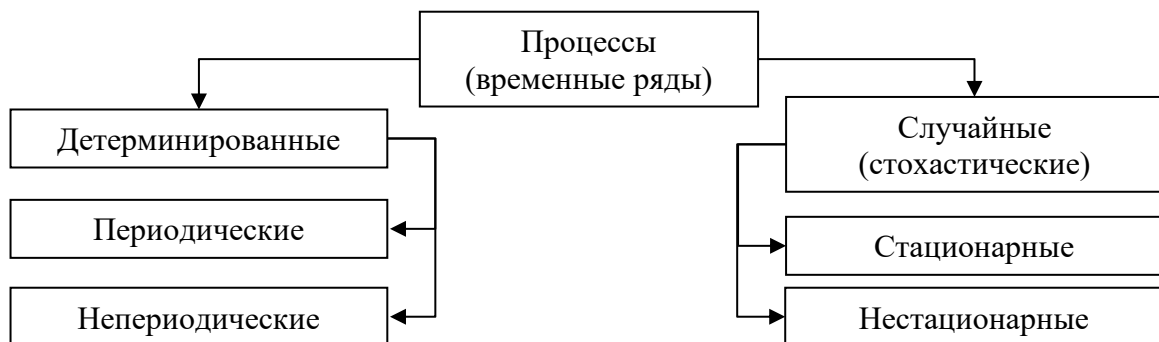 Процессы
(временные ряды)
Детерминированные
Периодические
Непериодические
Случайные
(стохастические)
Стационарные
Нестационарные